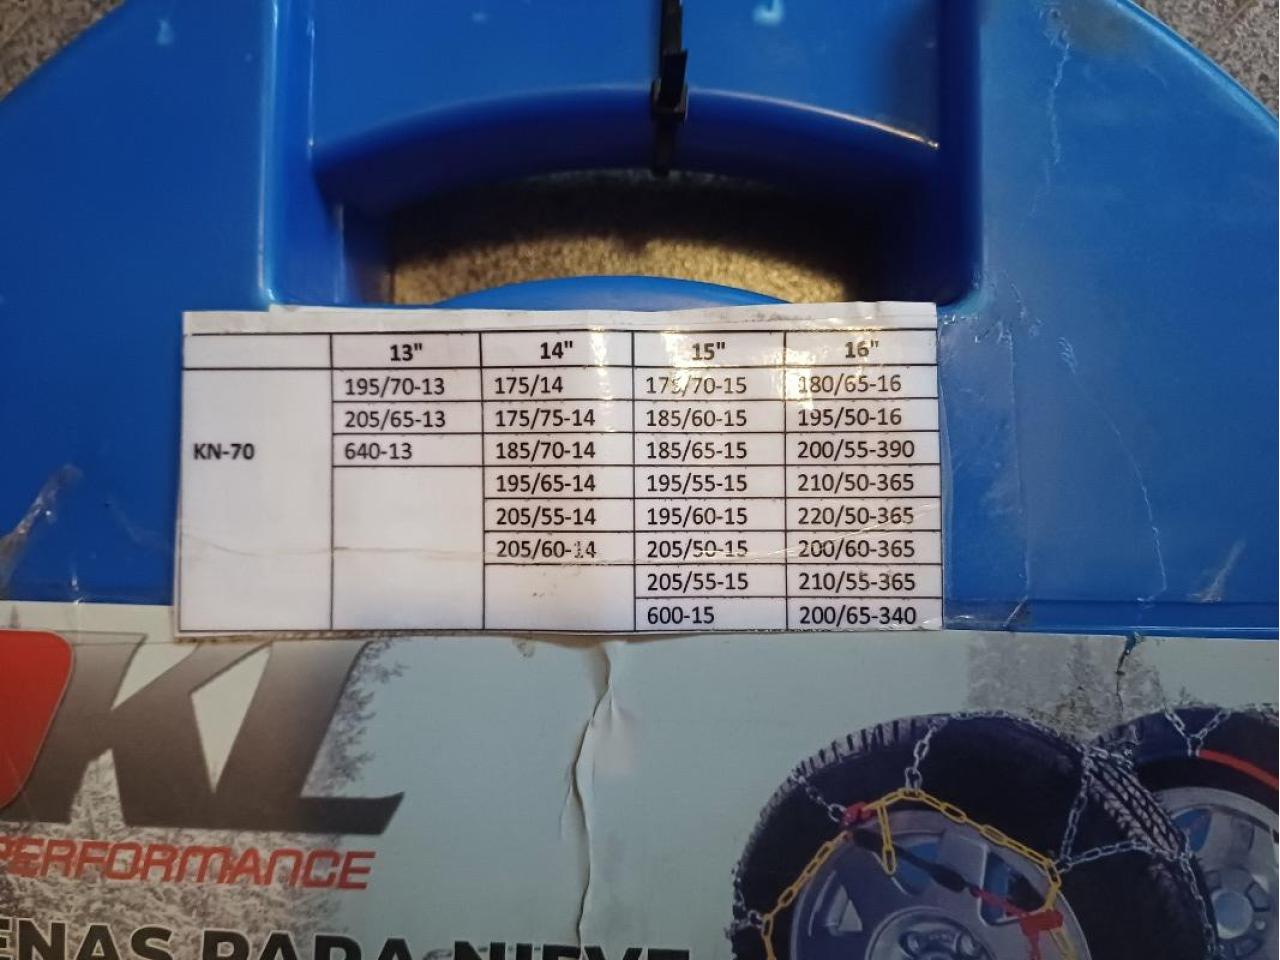 13" 14" 15" 16"
195/70-13 175/14 175/70-15 180/65-16
205/65-13 175/75-14 185/60-15 195/50-16
KN-70 640-13 185/70-14 185/65-15 200/55-390
195/65-14 195/55-15 210/50-365
205/55-14 195/60-15 220/50-365
205/60-14 205/50-15 200/60-365
205/55-15 210/55-365
600-15 200/65-340
KL
PERFORMANCE
ENAS PARA NIEVE